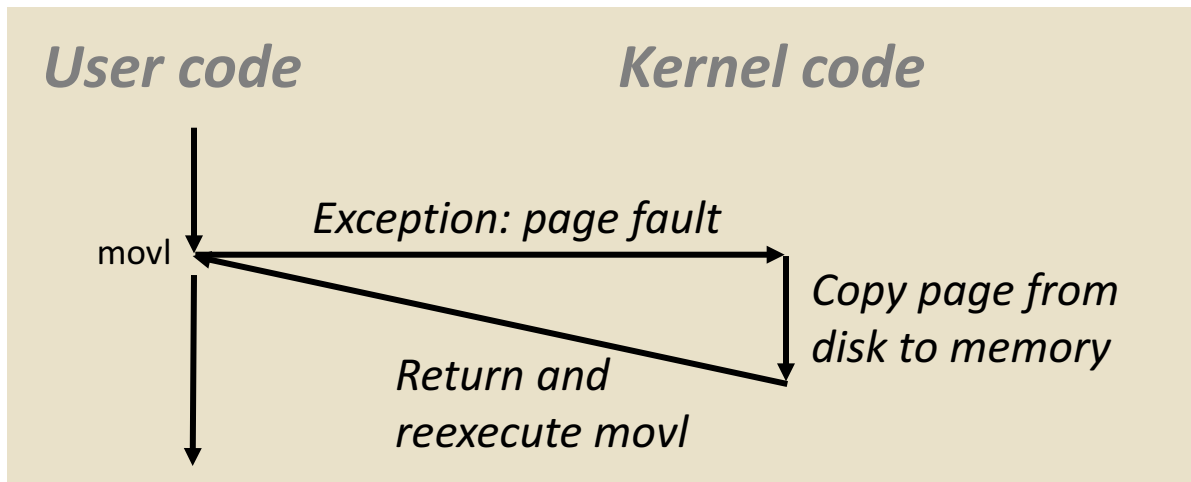 User code
Kernel code
Exception: page fault
movl
Copy page from
disk to memory
Return and
reexecute movl